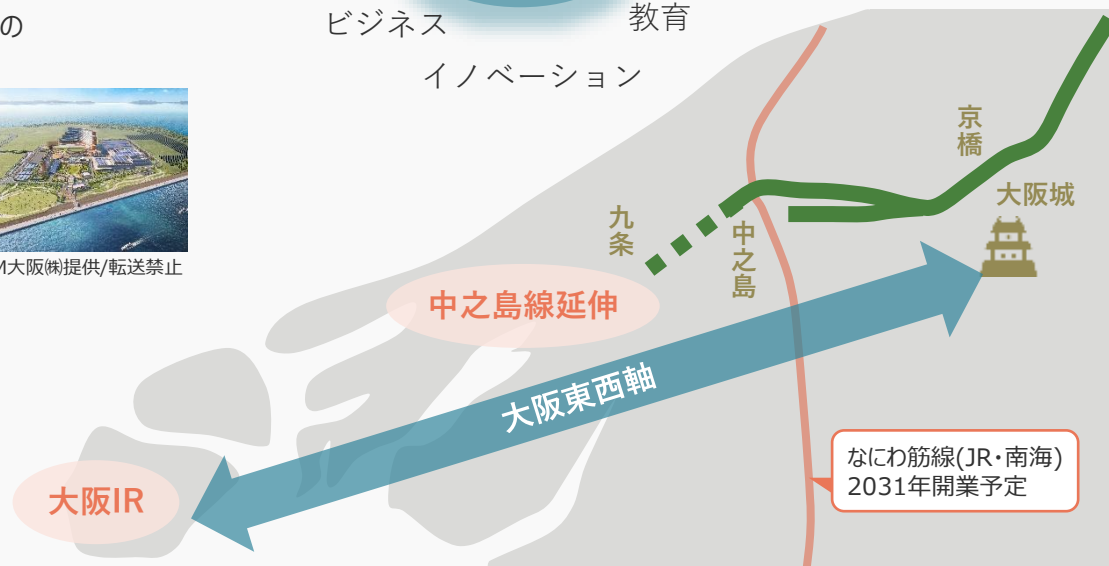 の
ビジネス
教育
イノベーション
M大阪㈱提供/転送禁止
京橋
大阪城
九条
中之島
中之島線延伸
大阪東西軸
大阪IR
なにわ筋線(JR・南海)
2031年開業予定